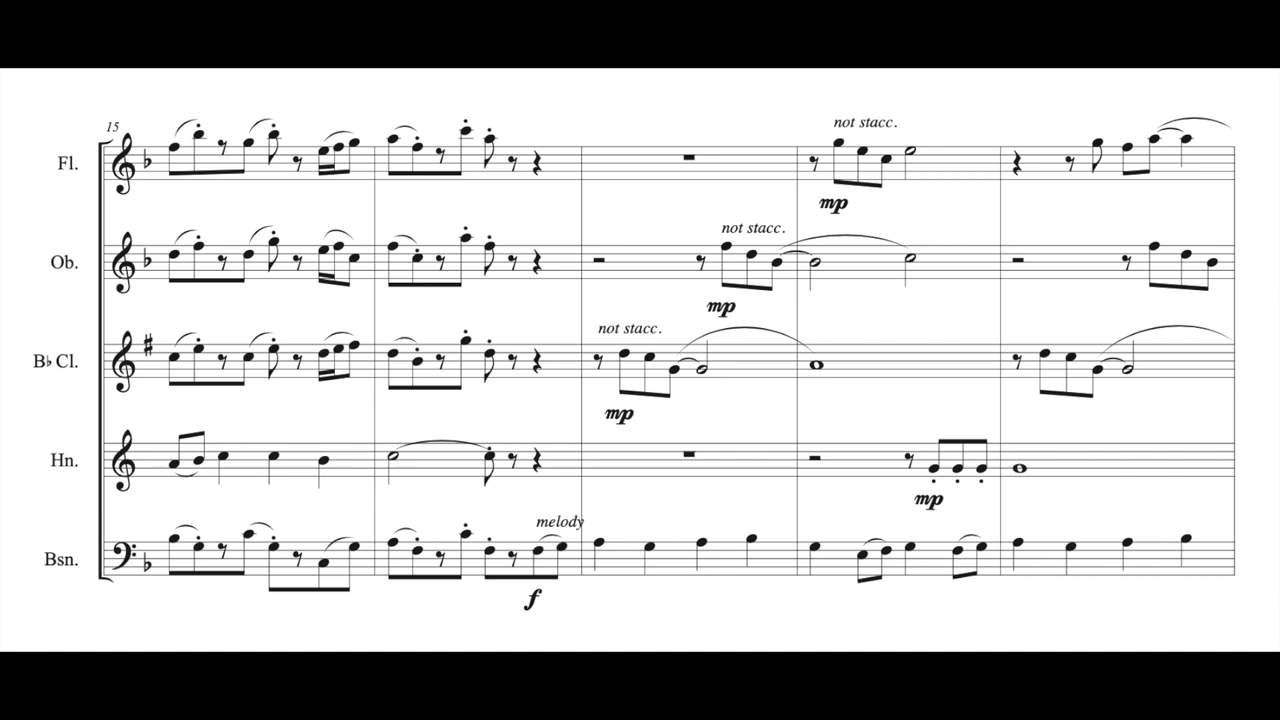 15
Fl.
not stacc.
mp
Ob.
not stacc.
mp
B♭ Cl.
not stacc.
mp
Hn.
mp
Bsn.
melody
f